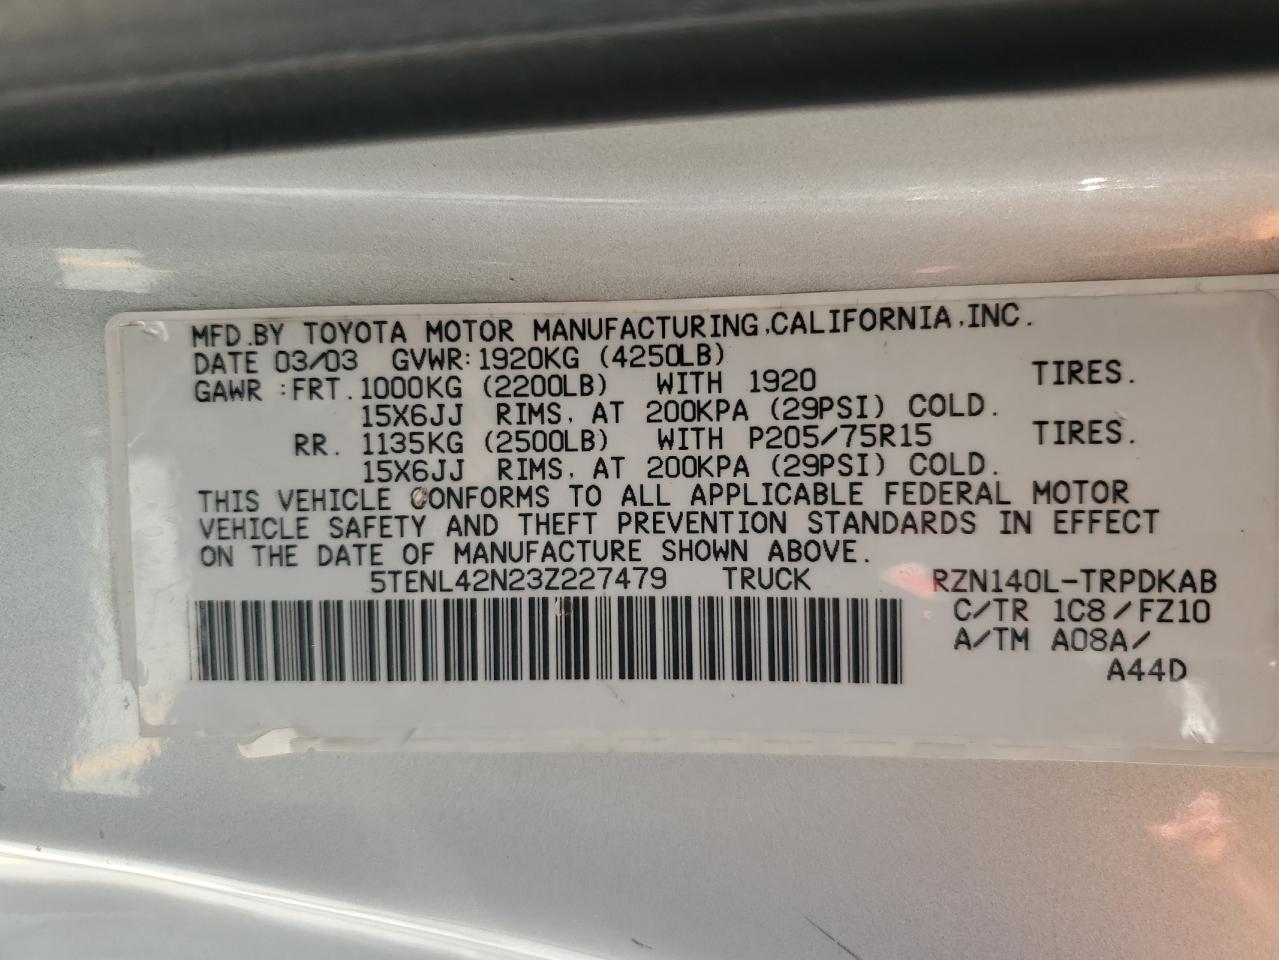 MFD.BY TOYOTA MOTOR MANUFACTURING,CALIFORNIA,INC.
DATE 03/03 GVWR:1920KG (4250LB)
GAWR :FRT.1000KG (2200LB) WITH 1920 TIRES.
15X6JJ RIMS, AT 200KPA (29PSI) COLD.
RR. 1135KG (2500LB) WITH P205/75R15 TIRES.
15X6JJ RIMS, AT 200KPA (29PSI) COLD.
THIS VEHICLE CONFORMS TO ALL APPLICABLE FEDERAL MOTOR
VEHICLE SAFETY AND THEFT PREVENTION STANDARDS IN EFFECT
ON THE DATE OF MANUFACTURE SHOWN ABOVE.
5TENL42N23Z227479 TRUCK RZN140L-TRPDKAB
C/TR 1C8/FZ10
A/TM A08A/
A44D